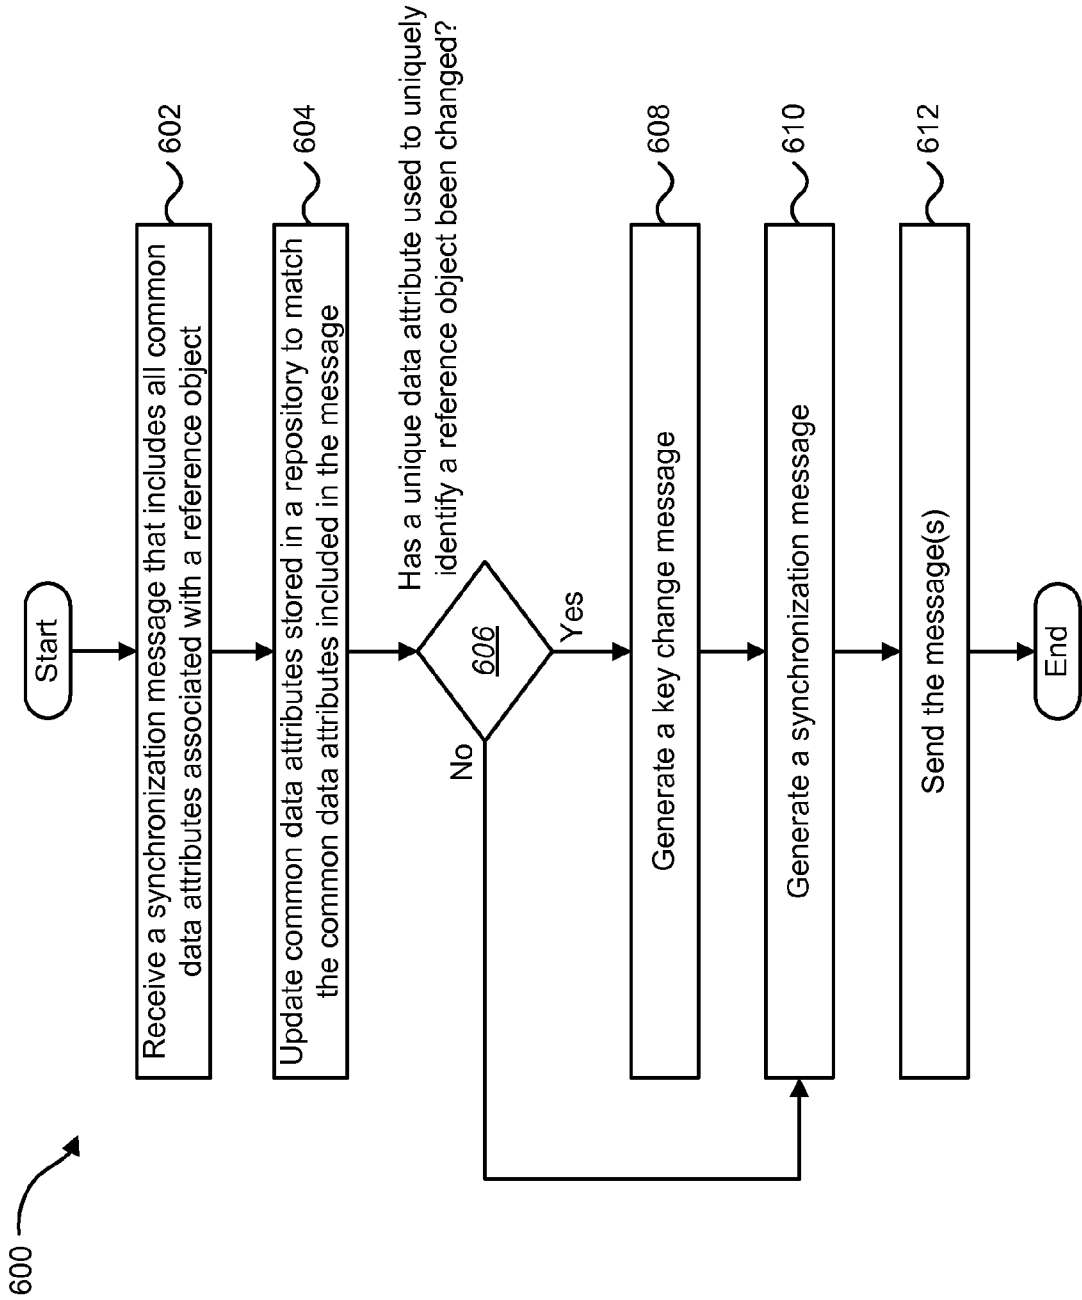 600
Start
Receive a synchronization message that includes all common
data attributes associated with a reference object
602
Update common data attributes stored in a repository to match
the common data attributes included in the message
604
Has a unique data attribute used to uniquely
identify a reference object been changed?
606
No
Yes
Generate a key change message
608
Generate a synchronization message
610
Send the message(s)
612
End